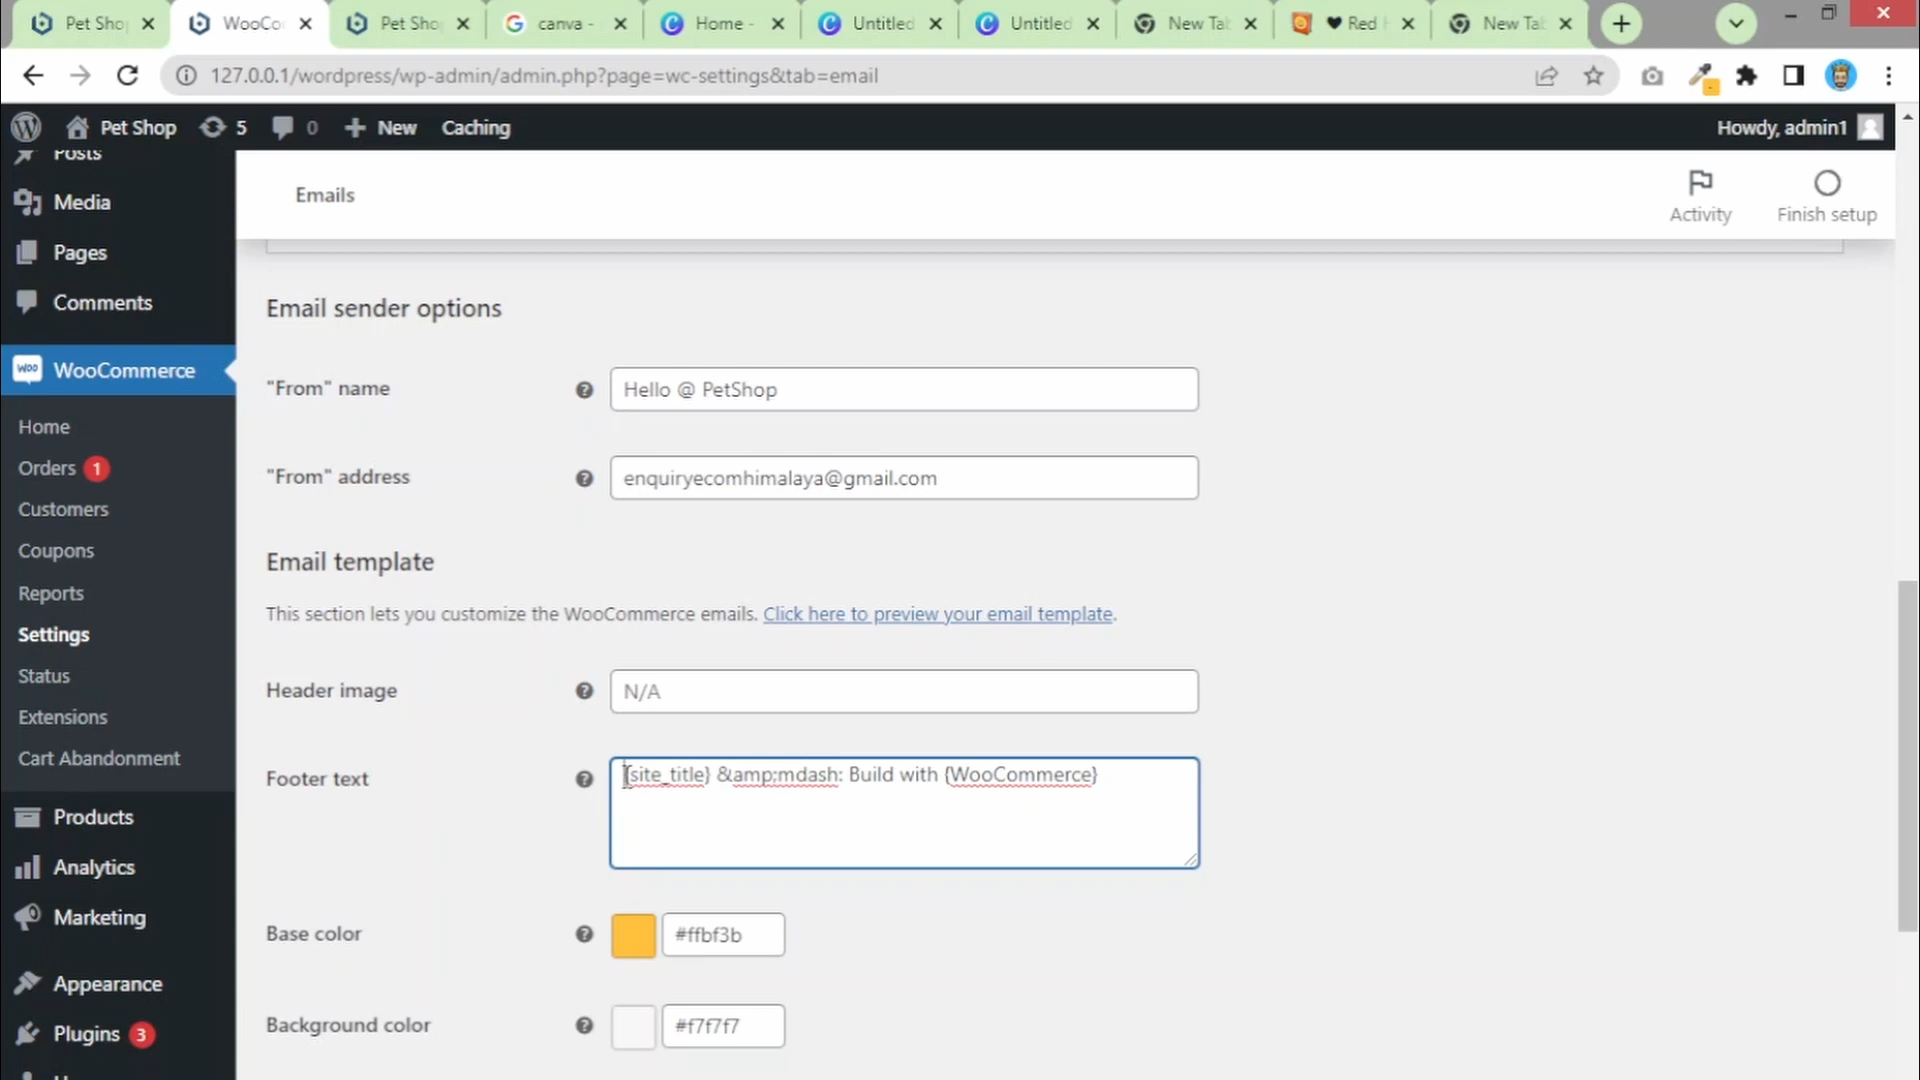 Pet Shop
WooCo
Pet Shop
canva -
Home -
Untitled
Untitled
New Tab
Red
New Tab
127.0.0.1/wordpress/wp-admin/admin.php?page=wc-settings&tab=email
Pet Shop
5
0
New
Caching
Howdy, admin1
Posts
Media
Pages
Comments
woo
WooCommerce
Home
Orders 1
Customers
Coupons
Reports
Settings
Status
Extensions
Cart Abandonment
Products
Analytics
Marketing
Appearance
Plugins 3
Emails
Activity
Finish setup
Email sender options
"From" name
Hello @ PetShop
"From" address
enquiryecomhimalaya@gmail.com
Email template
This section lets you customize the WooCommerce emails. Click here to preview your email template.
Header image
N/A
Footer text
{site_title} &amp;mdash: Build with {WooCommerce}
Base color
#ffbf3b
Background color
#f7f7f7